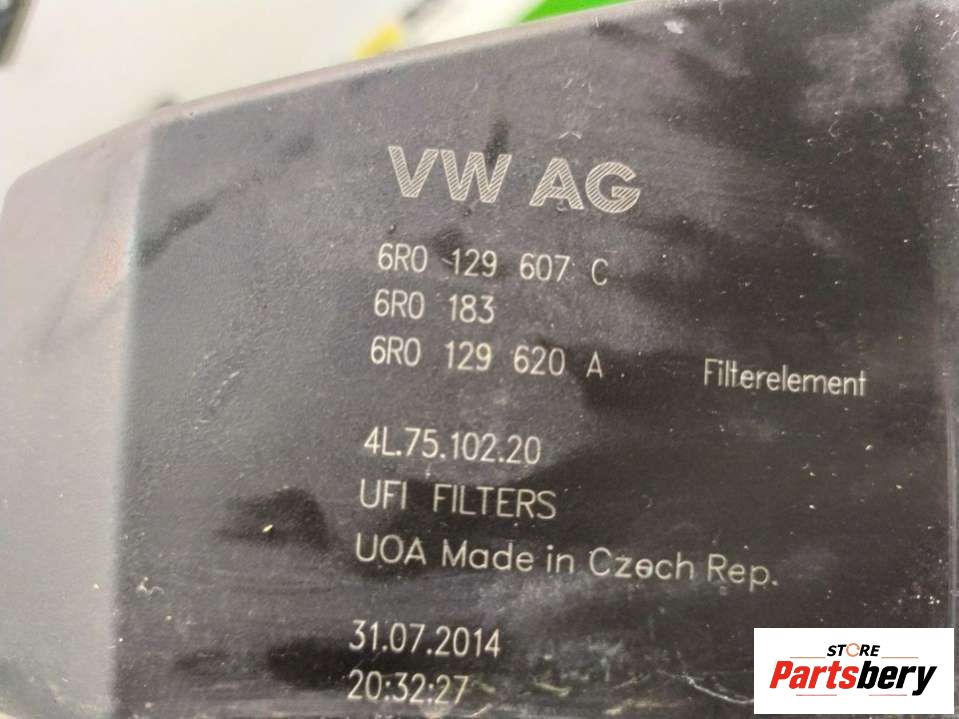 VW AG
6R0 129 607 C
6R0 183
6R0 129 620 A Filterelement
4L.75.102.20
UFI FILTERS
UOA Made in Czech Rep.
31.07.2014
20:32:27
STORE
Partsbery